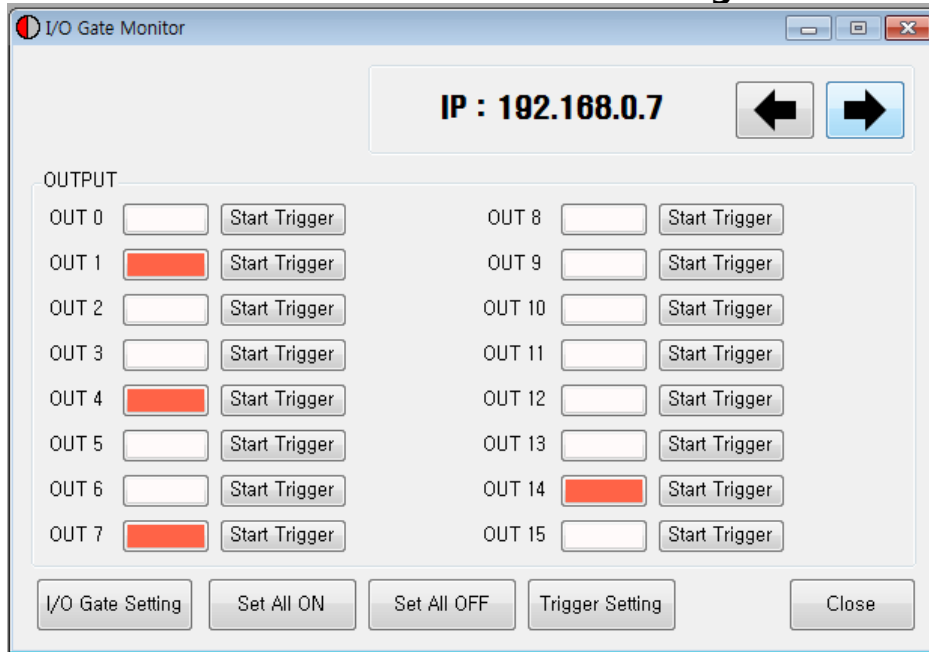 I/O Gate Monitor
IP : 192.168.0.7
OUTPUT
OUT 0 Start Trigger OUT 8 Start Trigger
OUT 1 Start Trigger OUT 9 Start Trigger
OUT 2 Start Trigger OUT 10 Start Trigger
OUT 3 Start Trigger OUT 11 Start Trigger
OUT 4 Start Trigger OUT 12 Start Trigger
OUT 5 Start Trigger OUT 13 Start Trigger
OUT 6 Start Trigger OUT 14 Start Trigger
OUT 7 Start Trigger OUT 15 Start Trigger
I/O Gate Setting Set All ON Set All OFF Trigger Setting Close